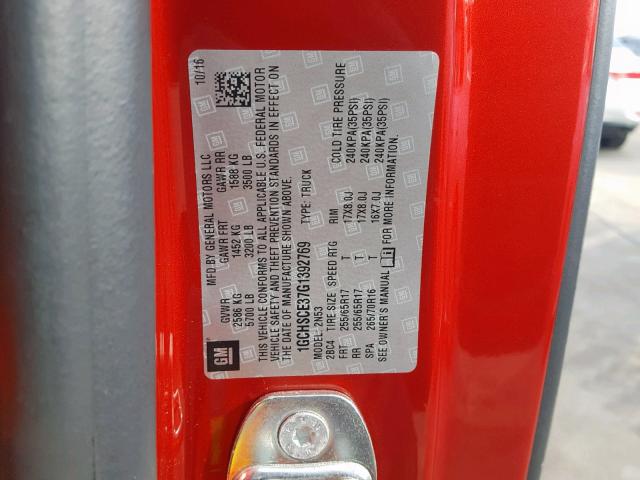 MFD BY GENERAL MOTORS LLC 10/16
GVWR GAWR FRT GAWR RR
2586 KG 1452 KG 1588 KG
5700 LB 3200 LB 3500 LB
THIS VEHICLE CONFORMS TO ALL APPLICABLE U.S. FEDERAL MOTOR
VEHICLE SAFETY AND THEFT PREVENTION STANDARDS IN EFFECT ON
THE DATE OF MANUFACTURE SHOWN ABOVE.
1GCHSCE37G1392769 TYPE: TRUCK
MODEL: 2N53
2BC4 TIRE SIZE SPEED RTG RIM COLD TIRE PRESSURE
FRT 255/65R17 T 17X8.0J 240KPA(35PSI)
RR 255/65R17 T 17X8.0J 240KPA(35PSI)
SPA 265/70R16 T 16X7.0J 240KPA(35PSI)
SEE OWNER'S MANUAL FOR MORE INFORMATION.
GM